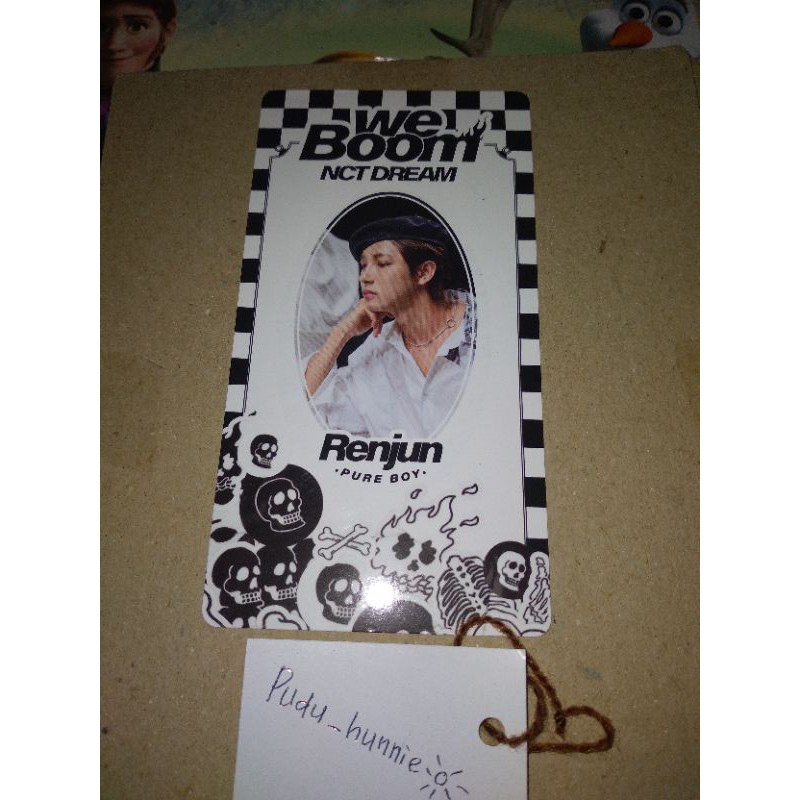 we
Boom
NCT DREAM
Renjun
·PURE BOY·
Pudu_hunnie